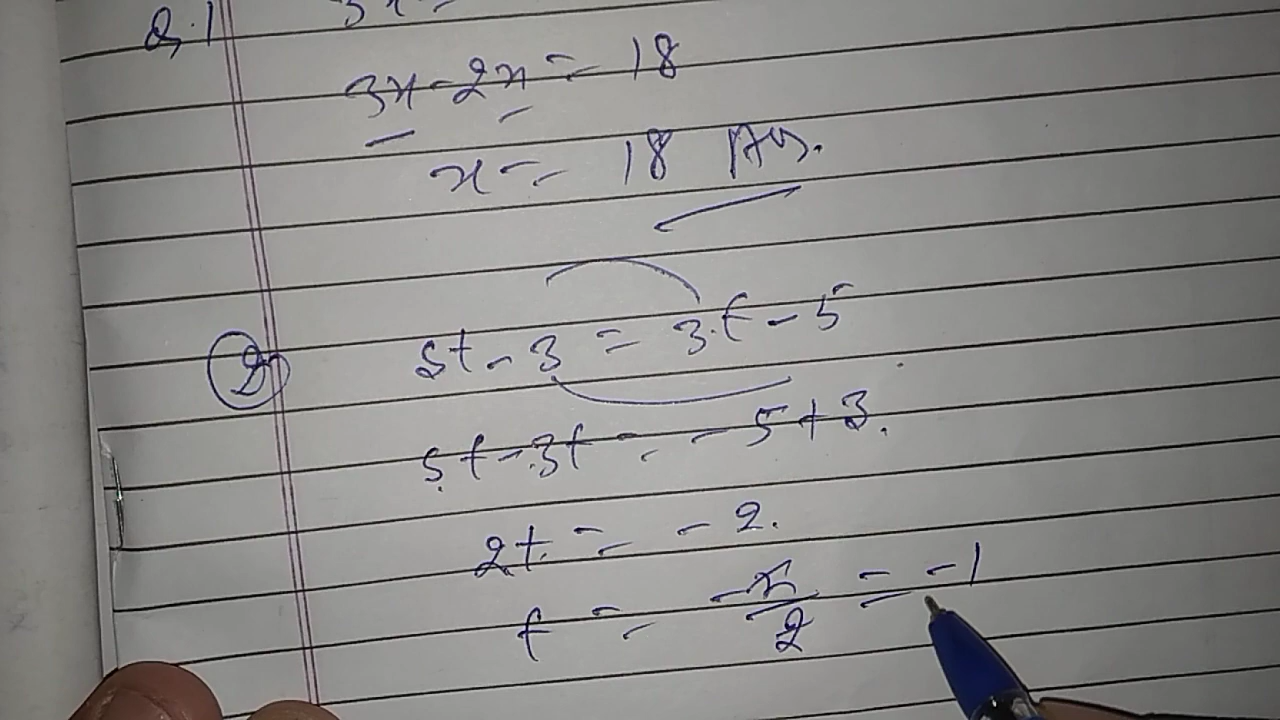 Q.1
3x - 2x = 18
x = 18 Ans.
2 5t - 3 = 3t - 5
5t - 3t = - 5 + 3.
2t = - 2.
t = -2/2 = -1